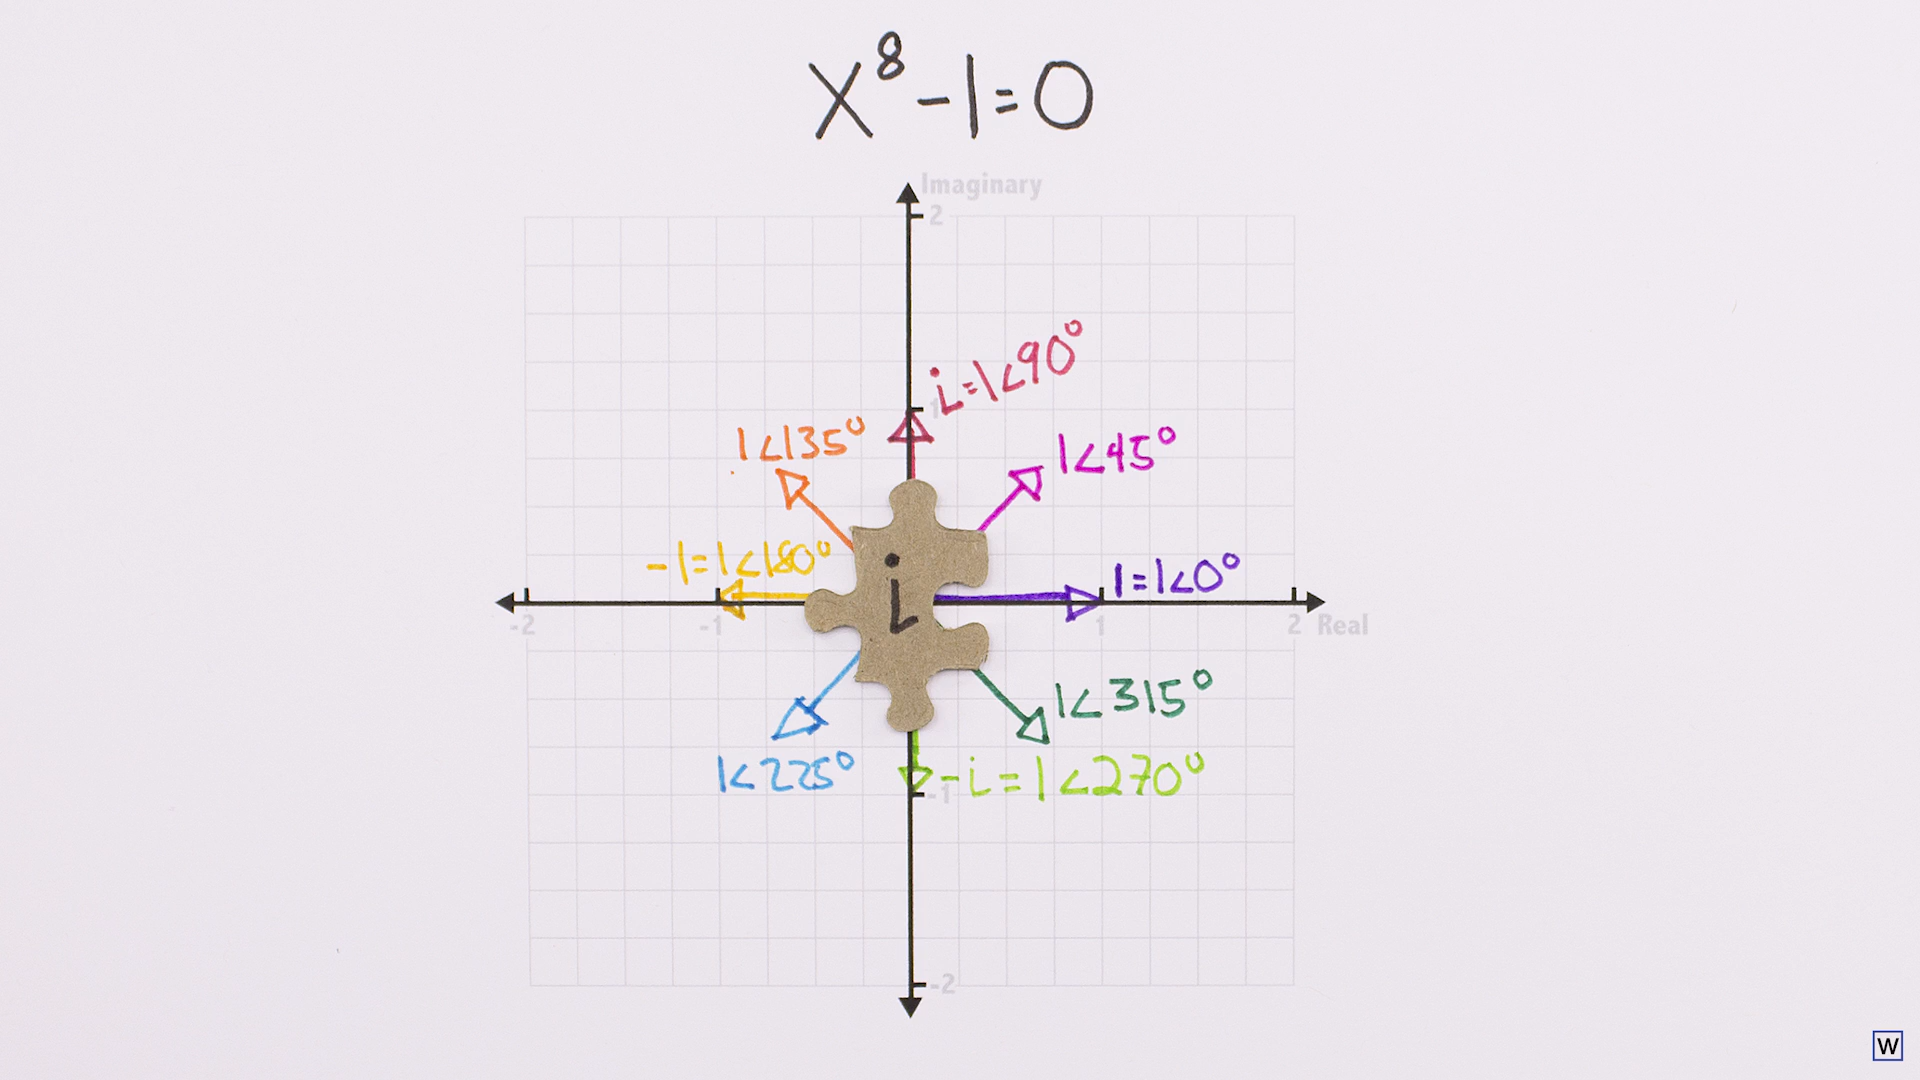 X⁸-1=0
Imaginary
2
i=1<90°
1
1<135°
1<45°
-1=1<180°
i
1=1<0°
-2
-1
1
2
Real
1<315°
1<225°
-i=1<270°
-1
-2
W